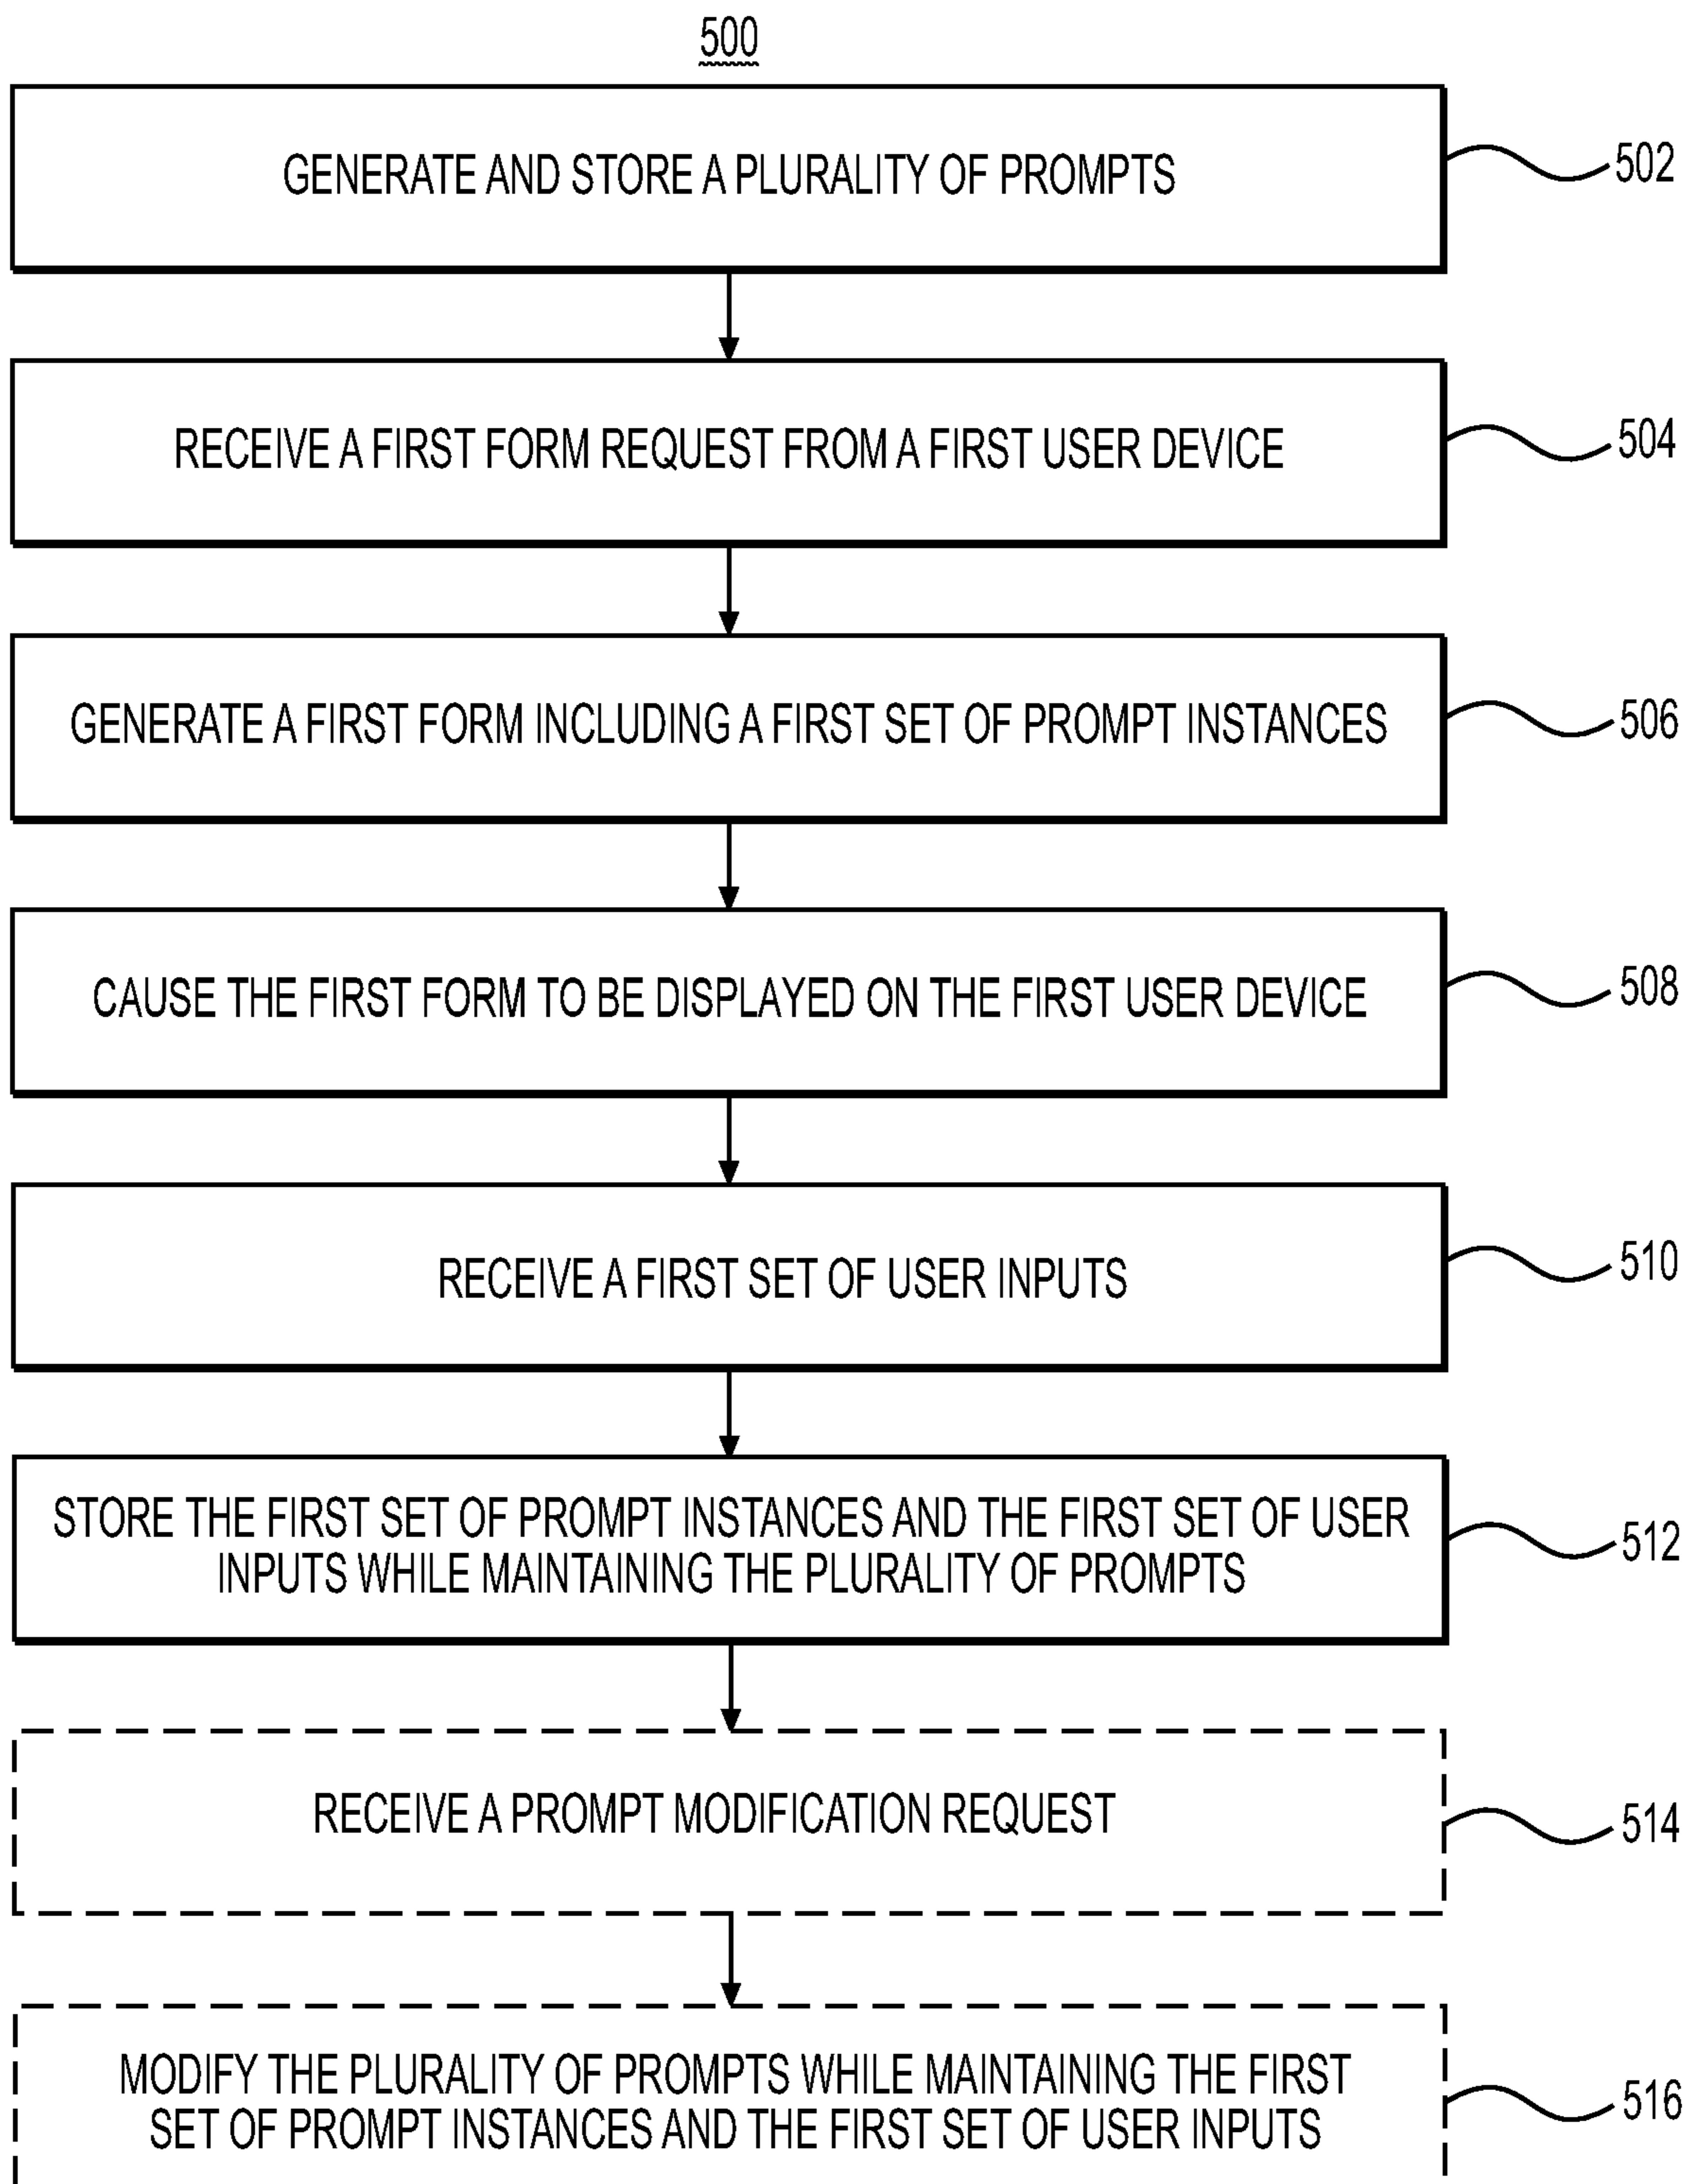 500
GENERATE AND STORE A PLURALITY OF PROMPTS
502
RECEIVE A FIRST FORM REQUEST FROM A FIRST USER DEVICE
504
GENERATE A FIRST FORM INCLUDING A FIRST SET OF PROMPT INSTANCES
506
CAUSE THE FIRST FORM TO BE DISPLAYED ON THE FIRST USER DEVICE
508
RECEIVE A FIRST SET OF USER INPUTS
510
STORE THE FIRST SET OF PROMPT INSTANCES AND THE FIRST SET OF USER
INPUTS WHILE MAINTAINING THE PLURALITY OF PROMPTS
512
RECEIVE A PROMPT MODIFICATION REQUEST
514
MODIFY THE PLURALITY OF PROMPTS WHILE MAINTAINING THE FIRST
SET OF PROMPT INSTANCES AND THE FIRST SET OF USER INPUTS
516